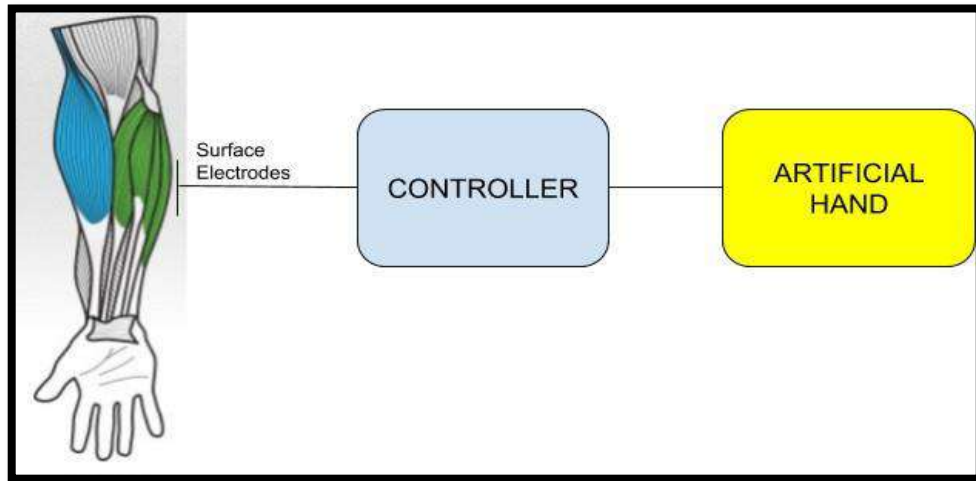 Surface
Electrodes
CONTROLLER
ARTIFICIAL
HAND